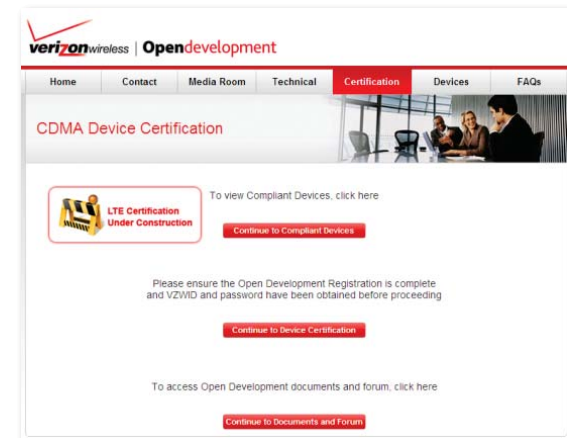 verizonwireless | Opendevelopment
Home Contact Media Room Technical Certification Devices FAQs
CDMA Device Certification
To view Compliant Devices, click here
LTE Certification
Under Construction
Continue to Compliant Devices
Please ensure the Open Development Registration is complete
and VZWID and password have been obtained before proceeding
Continue to Device Certification
To access Open Development documents and forum, click here
Continue to Documents and Forum